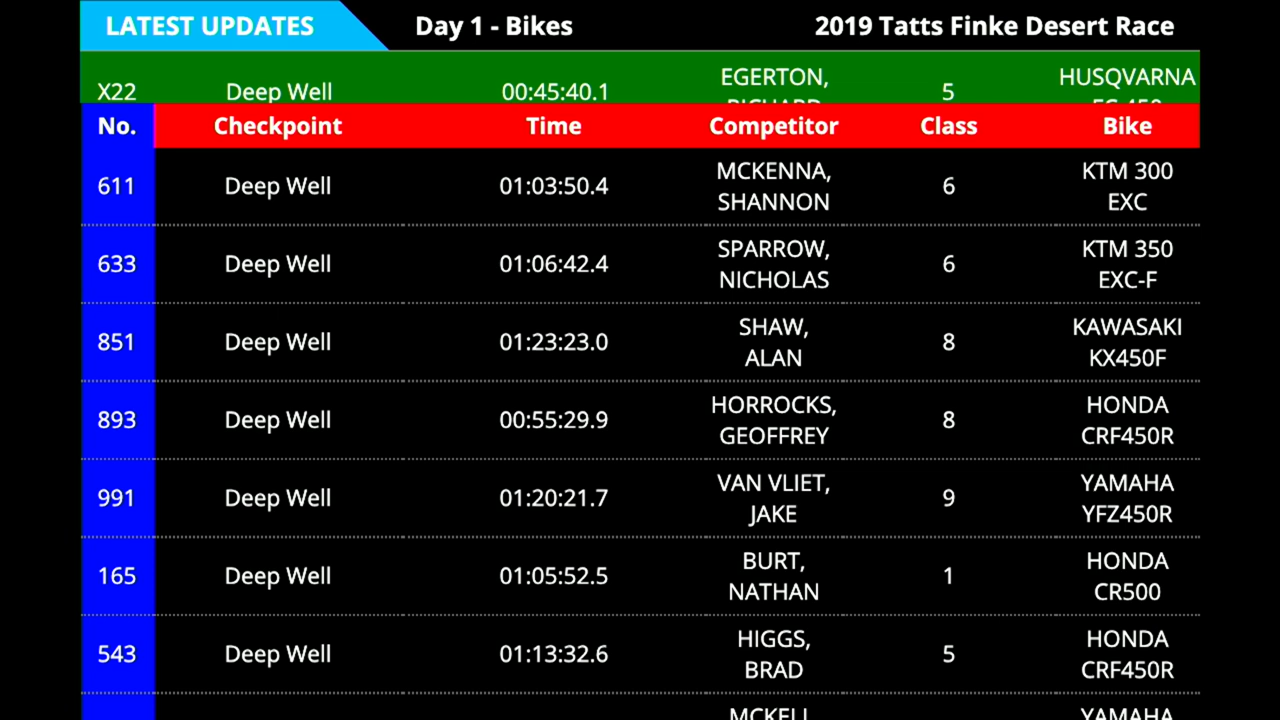 LATEST UPDATES Day 1 - Bikes 2019 Tatts Finke Desert Race
X22 Deep Well 00:45:40.1 EGERTON, 5 HUSQVARNA
No. Checkpoint Time Competitor Class Bike
611 Deep Well 01:03:50.4 MCKENNA, SHANNON 6 KTM 300 EXC
633 Deep Well 01:06:42.4 SPARROW, NICHOLAS 6 KTM 350 EXC-F
851 Deep Well 01:23:23.0 SHAW, ALAN 8 KAWASAKI KX450F
893 Deep Well 00:55:29.9 HORROCKS, GEOFFREY 8 HONDA CRF450R
991 Deep Well 01:20:21.7 VAN VLIET, JAKE 9 YAMAHA YFZ450R
165 Deep Well 01:05:52.5 BURT, NATHAN 1 HONDA CR500
543 Deep Well 01:13:32.6 HIGGS, BRAD 5 HONDA CRF450R
MCKELL YAMAHA